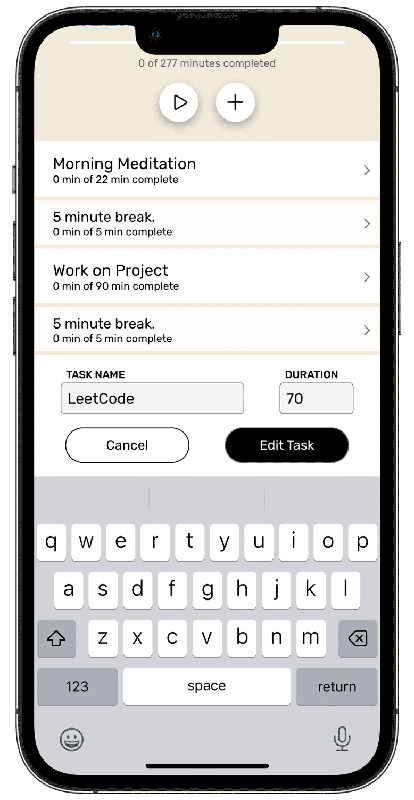 0 of 277 minutes completed
Morning Meditation
0 min of 22 min complete
5 minute break.
0 min of 5 min complete
Work on Project
0 min of 90 min complete
5 minute break.
0 min of 5 min complete
TASK NAME DURATION
LeetCode 70
Cancel Edit Task
q w e r t y u i o p
a s d f g h j k l
z x c v b n m
123 space return